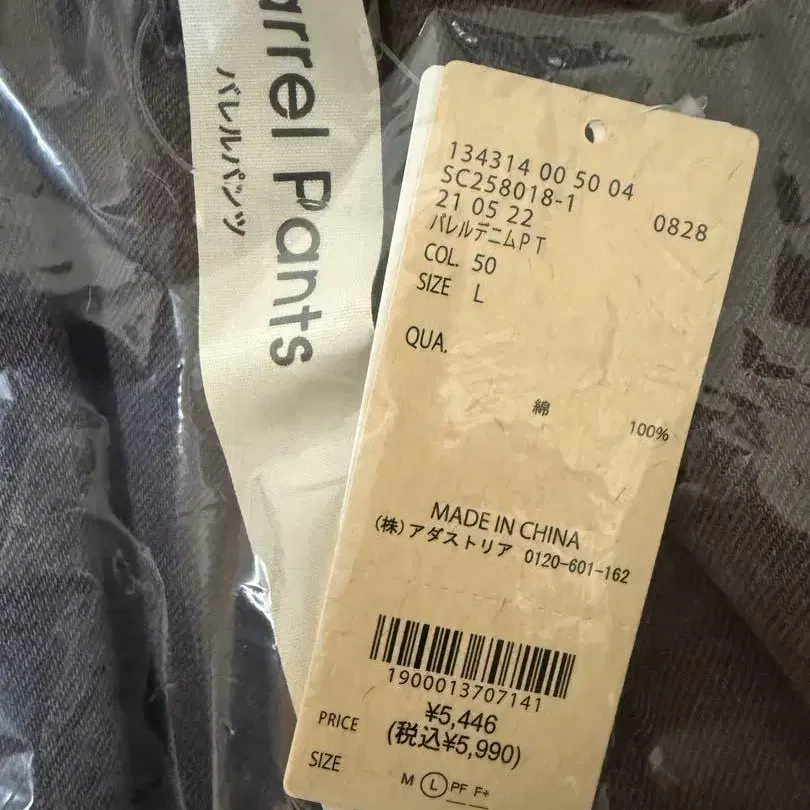 arrel Pants
バレルパンツ
134314 00 50 04
SC258018-1
21 05 22
0828
バレルデニムPT
COL. 50
SIZE L
QUA.
綿 100%
MADE IN CHINA
(株)アダストリア 0120-601-162
1900013707141
PRICE ¥5,446
(税込¥5,990)
SIZE M L PF F+